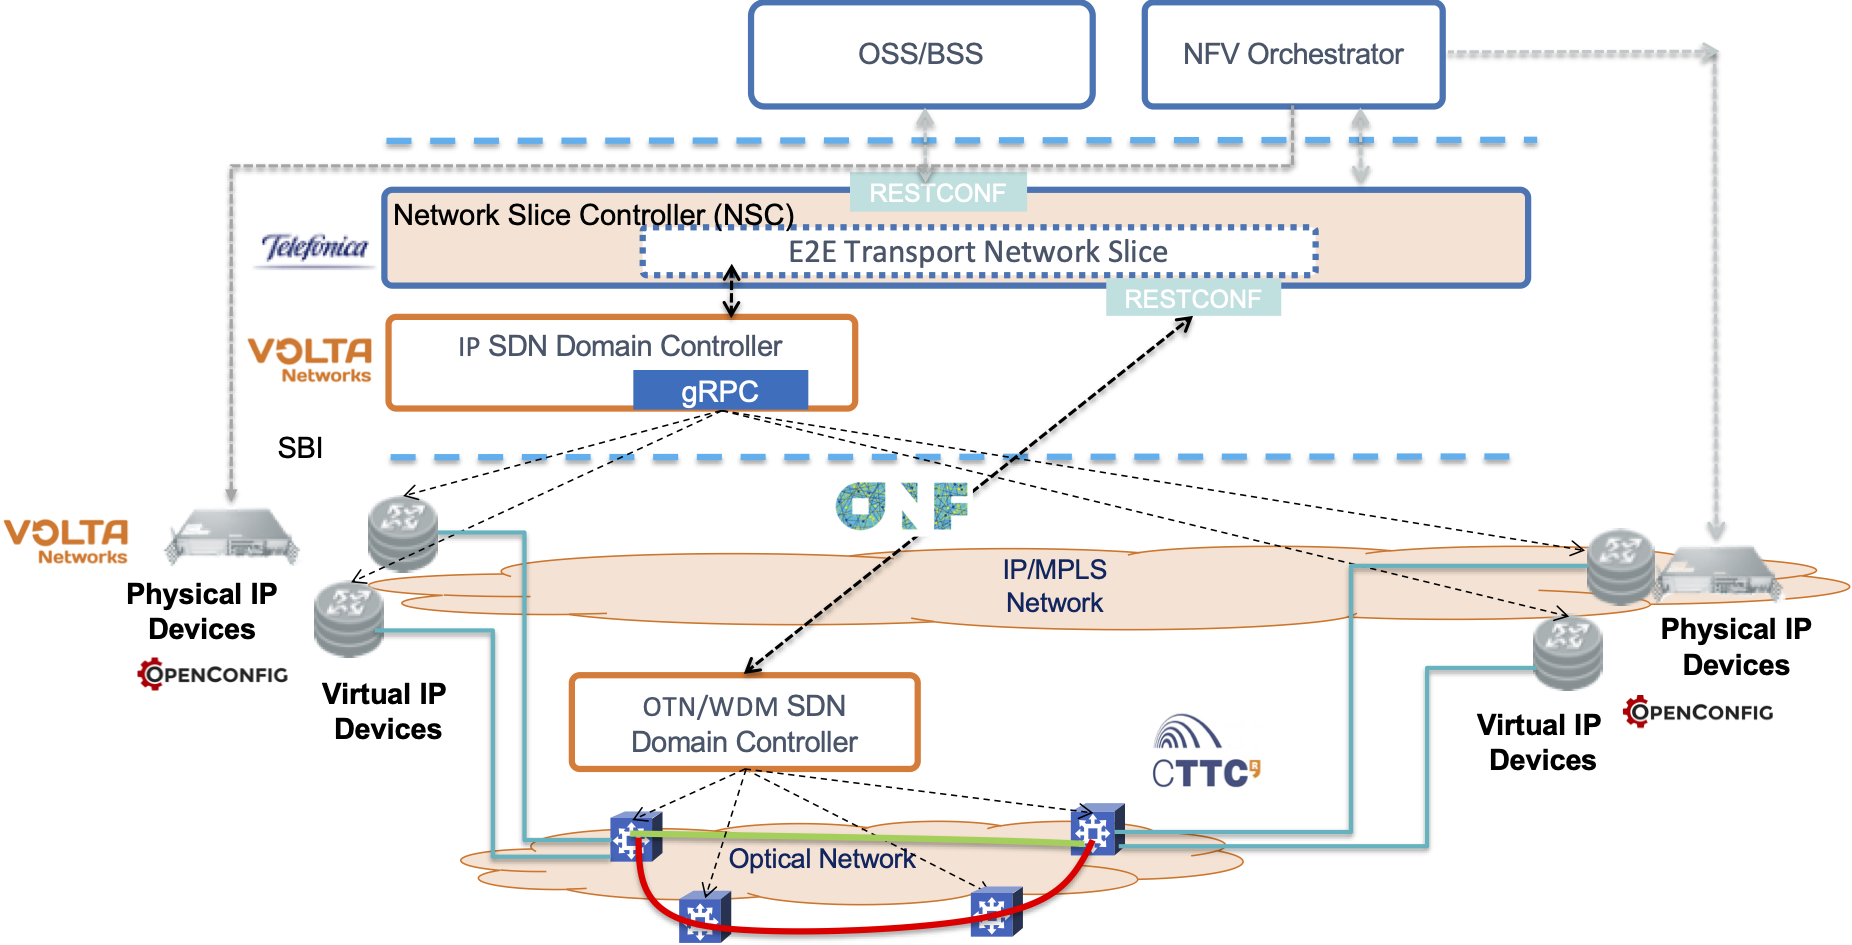 OSS/BSS
NFV Orchestrator
RESTCONF
Network Slice Controller (NSC)
Telefónica
E2E Transport Network Slice
RESTCONF
VOLTA
Networks
IP SDN Domain Controller
gRPC
SBI
ONF
VOLTA
Networks
IP/MPLS
Network
Physical IP
Devices
OPENCONFIG
Virtual IP
Devices
Physical IP
Devices
OPENCONFIG
Virtual IP
Devices
OTN/WDM SDN
Domain Controller
CTTC
R
Optical Network